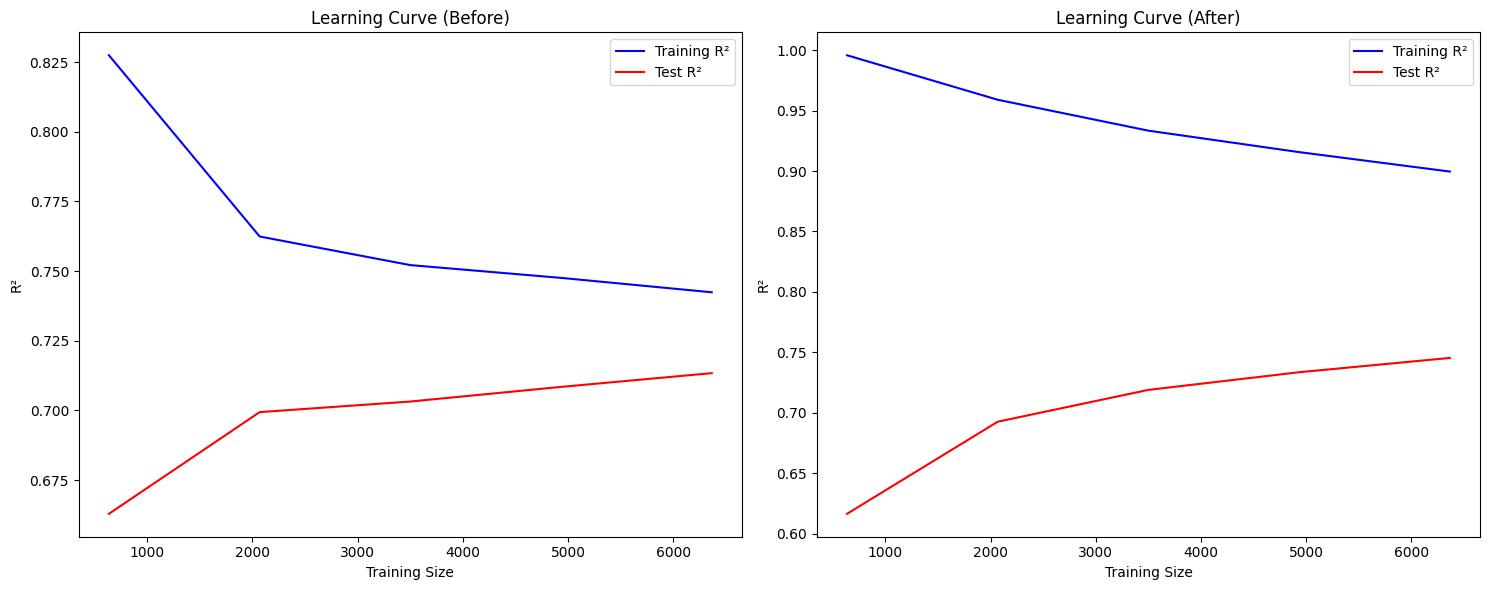 Learning Curve (Before)
Training R²
Test R²
0.825
0.800
0.775
0.750
0.725
0.700
0.675
R²
1000 2000 3000 4000 5000 6000
Training Size
Learning Curve (After)
Training R²
Test R²
1.00
0.95
0.90
0.85
0.80
0.75
0.70
0.65
0.60
R²
1000 2000 3000 4000 5000 6000
Training Size